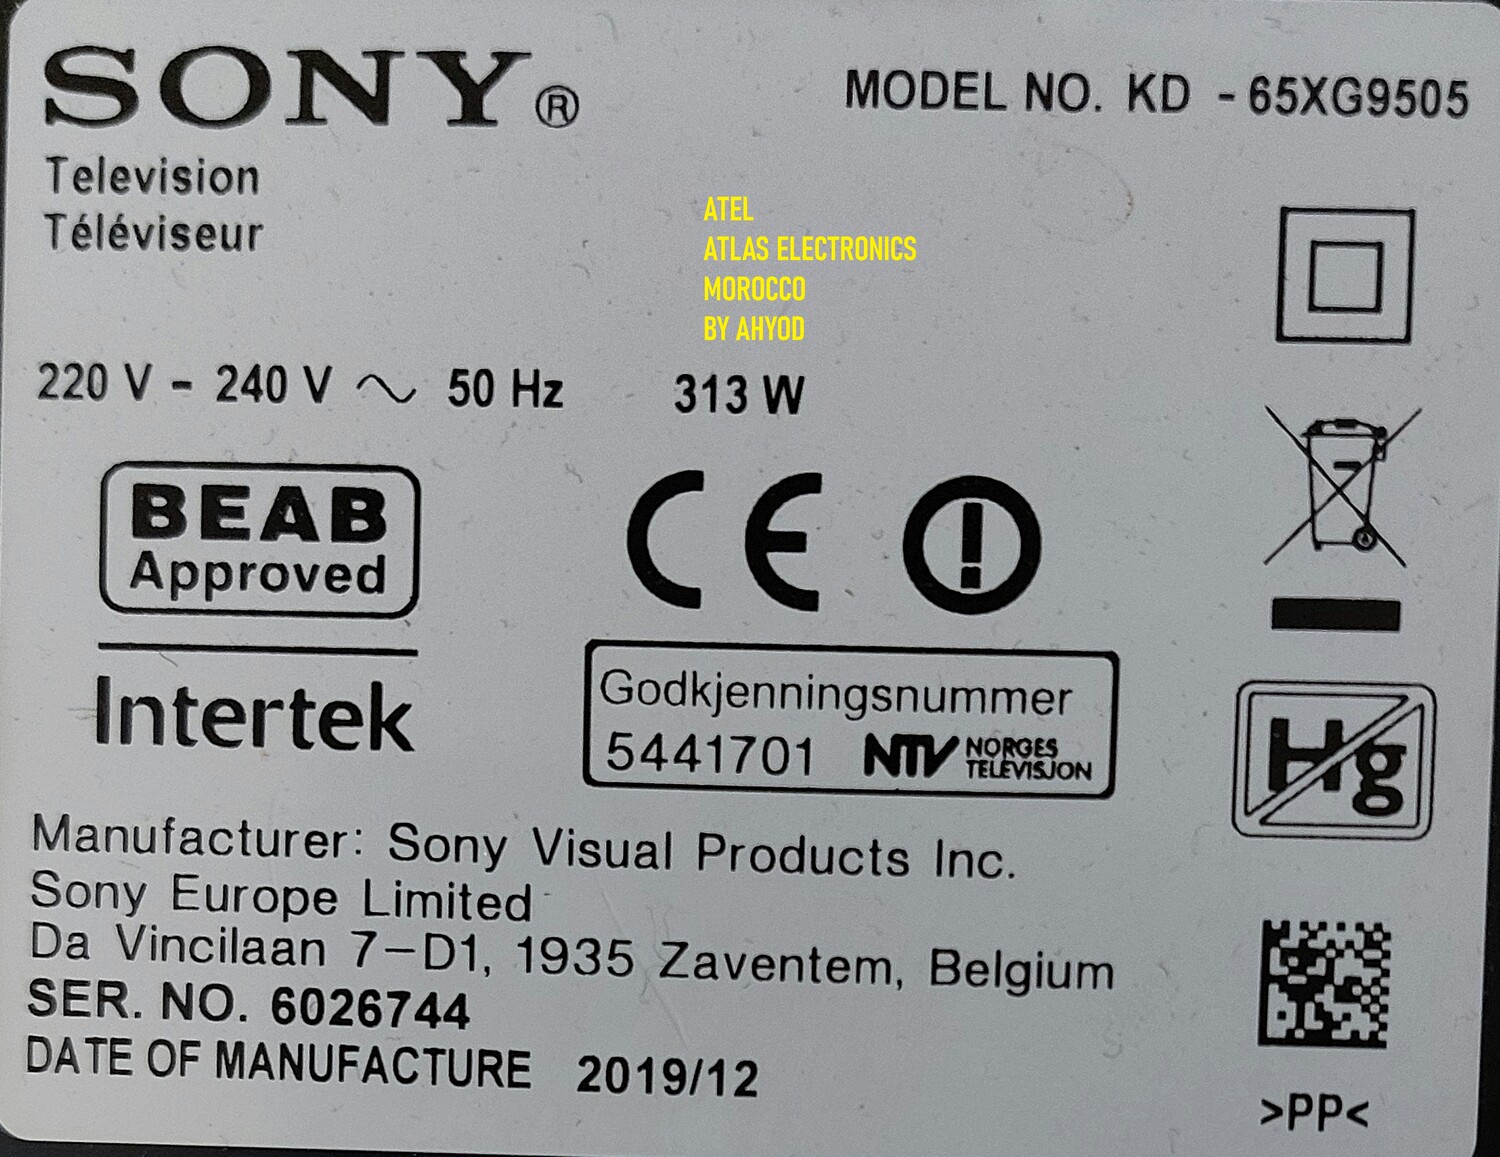 SONY®
MODEL NO. KD - 65XG9505
Television
Téléviseur
ATEL
ATLAS ELECTRONICS
MOROCCO
BY AHYOD
220 V - 240 V ~ 50 Hz 313 W
BEAB
Approved
Intertek
CE
Godkjenningsnummer
5441701 NTV NORGES
TELEVISJON
Hg
Manufacturer: Sony Visual Products Inc.
Sony Europe Limited
Da Vincilaan 7-D1, 1935 Zaventem, Belgium
SER. NO. 6026744
DATE OF MANUFACTURE 2019/12
>PP<